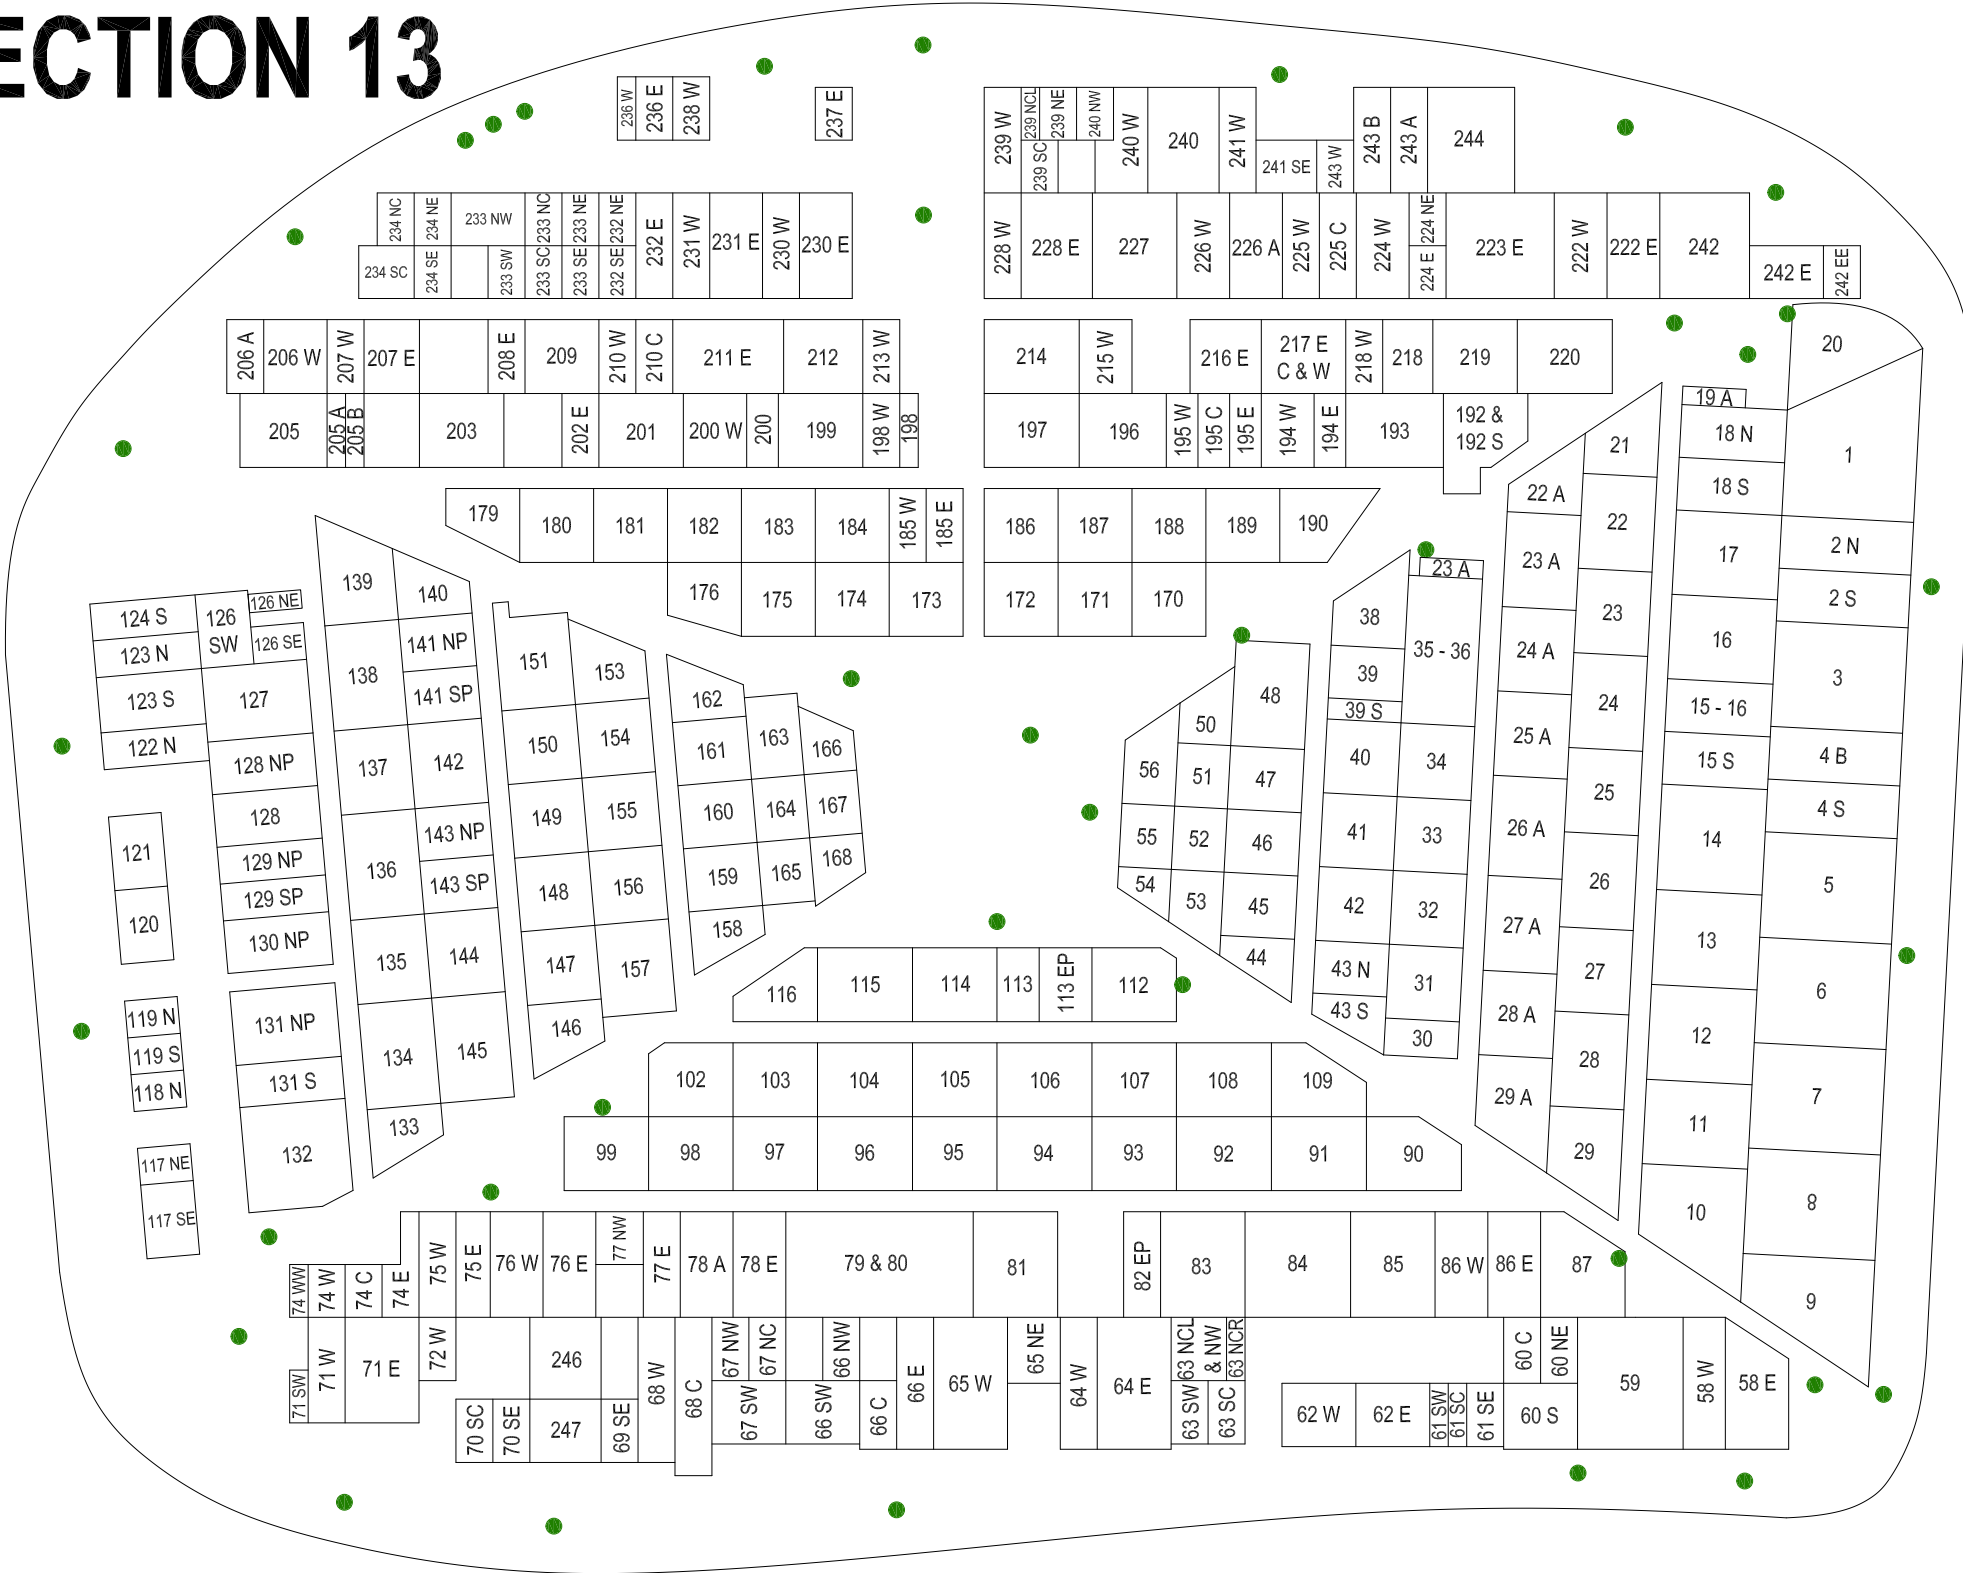 ECTION 13
236 W
236 E
238 W
237 E
239 W
239 NCL
239 NE
240 NW
240 W
240
241 W
243 B
243 A
244
239 SC
241 SE
243 W
234 NC
234 NE
233 NW
233 NC
233 NE
232 NE
232 E
231 W
231 E
230 W
230 E
234 SC
234 SE
233 SW
233 SC
233 SE
232 SE
228 W
228 E
227
226 W
226 A
225 W
225 C
224 W
224 NE
224 E
223 E
222 W
222 E
242
242 E
242 EE
206 A
206 W
207 W
207 E
208 E
209
210 W
210 C
211 E
212
213 W
214
215 W
216 E
217 E
C & W
218 W
218
219
220
20
205
205 A
205 B
203
202 E
201
200 W
200
199
198 W
198
197
196
195 W
195 C
195 E
194 W
194 E
193
192 &
192 S
19 A
18 N
18 S
17
16
15 - 16
15 S
14
13
12
11
10
1
2 N
2 S
3
4 B
4 S
5
6
7
8
9
21
22
23
24
25
26
27
28
29
22 A
23 A
24 A
25 A
26 A
27 A
28 A
29 A
179
180
181
182
183
184
185 W
185 E
186
187
188
189
190
176
175
174
173
172
171
170
23 A
38
35 - 36
39
39 S
40
34
41
33
42
32
43 N
31
43 S
30
48
50
56
51
47
55
52
46
54
53
45
44
124 S
126
SW
126 NE
126 SE
123 N
123 S
122 N
127
128 NP
128
129 NP
129 SP
130 NP
131 NP
131 S
132
121
120
119 N
119 S
118 N
117 NE
117 SE
139
140
138
141 NP
141 SP
137
142
136
143 NP
143 SP
135
144
134
145
133
151
153
150
154
149
155
148
156
147
157
146
162
163
166
161
160
164
167
159
165
168
158
116
115
114
113
113 EP
112
102
103
104
105
106
107
108
109
99
98
97
96
95
94
93
92
91
90
74 WW
74 W
74 C
74 E
75 W
75 E
76 W
76 E
77 NW
77 E
78 A
78 E
79 & 80
81
82 EP
83
84
85
86 W
86 E
87
71 SW
71 W
71 E
72 W
246
70 SC
70 SE
247
69 SE
68 W
68 C
67 NW
67 NC
67 SW
66 NW
66 SW
66 C
66 E
65 W
65 NE
64 W
64 E
63 NCL
& NW
63 NCR
63 SW
63 SC
62 W
62 E
61 SW
61 SC
61 SE
60 C
60 NE
60 S
59
58 W
58 E